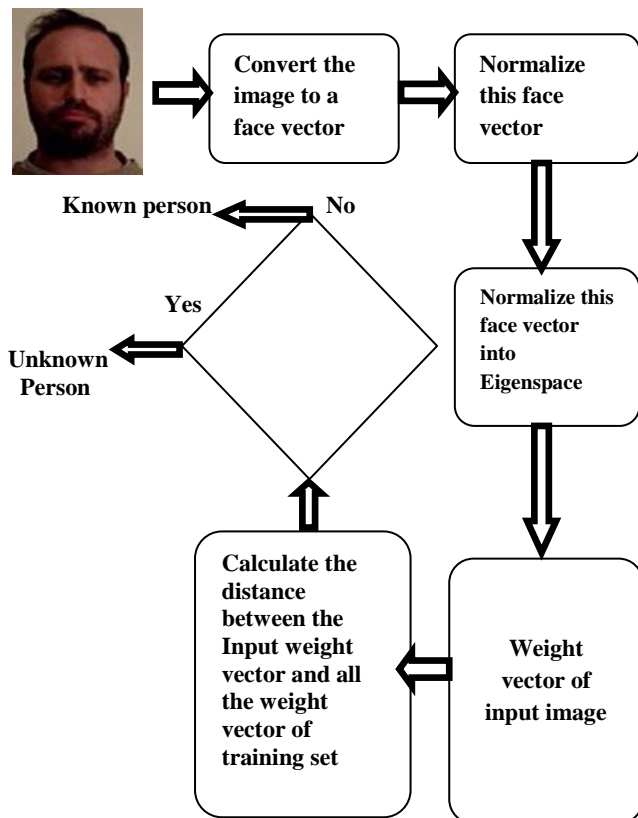 Convert the
image to a
face vector
Normalize
this face
vector
Known person
No
Normalize this
face vector
into
Eigenspace
Yes
Unknown
Person
Calculate the
distance
between the
Input weight
vector and all
the weight
vector of
training set
Weight
vector of
input image